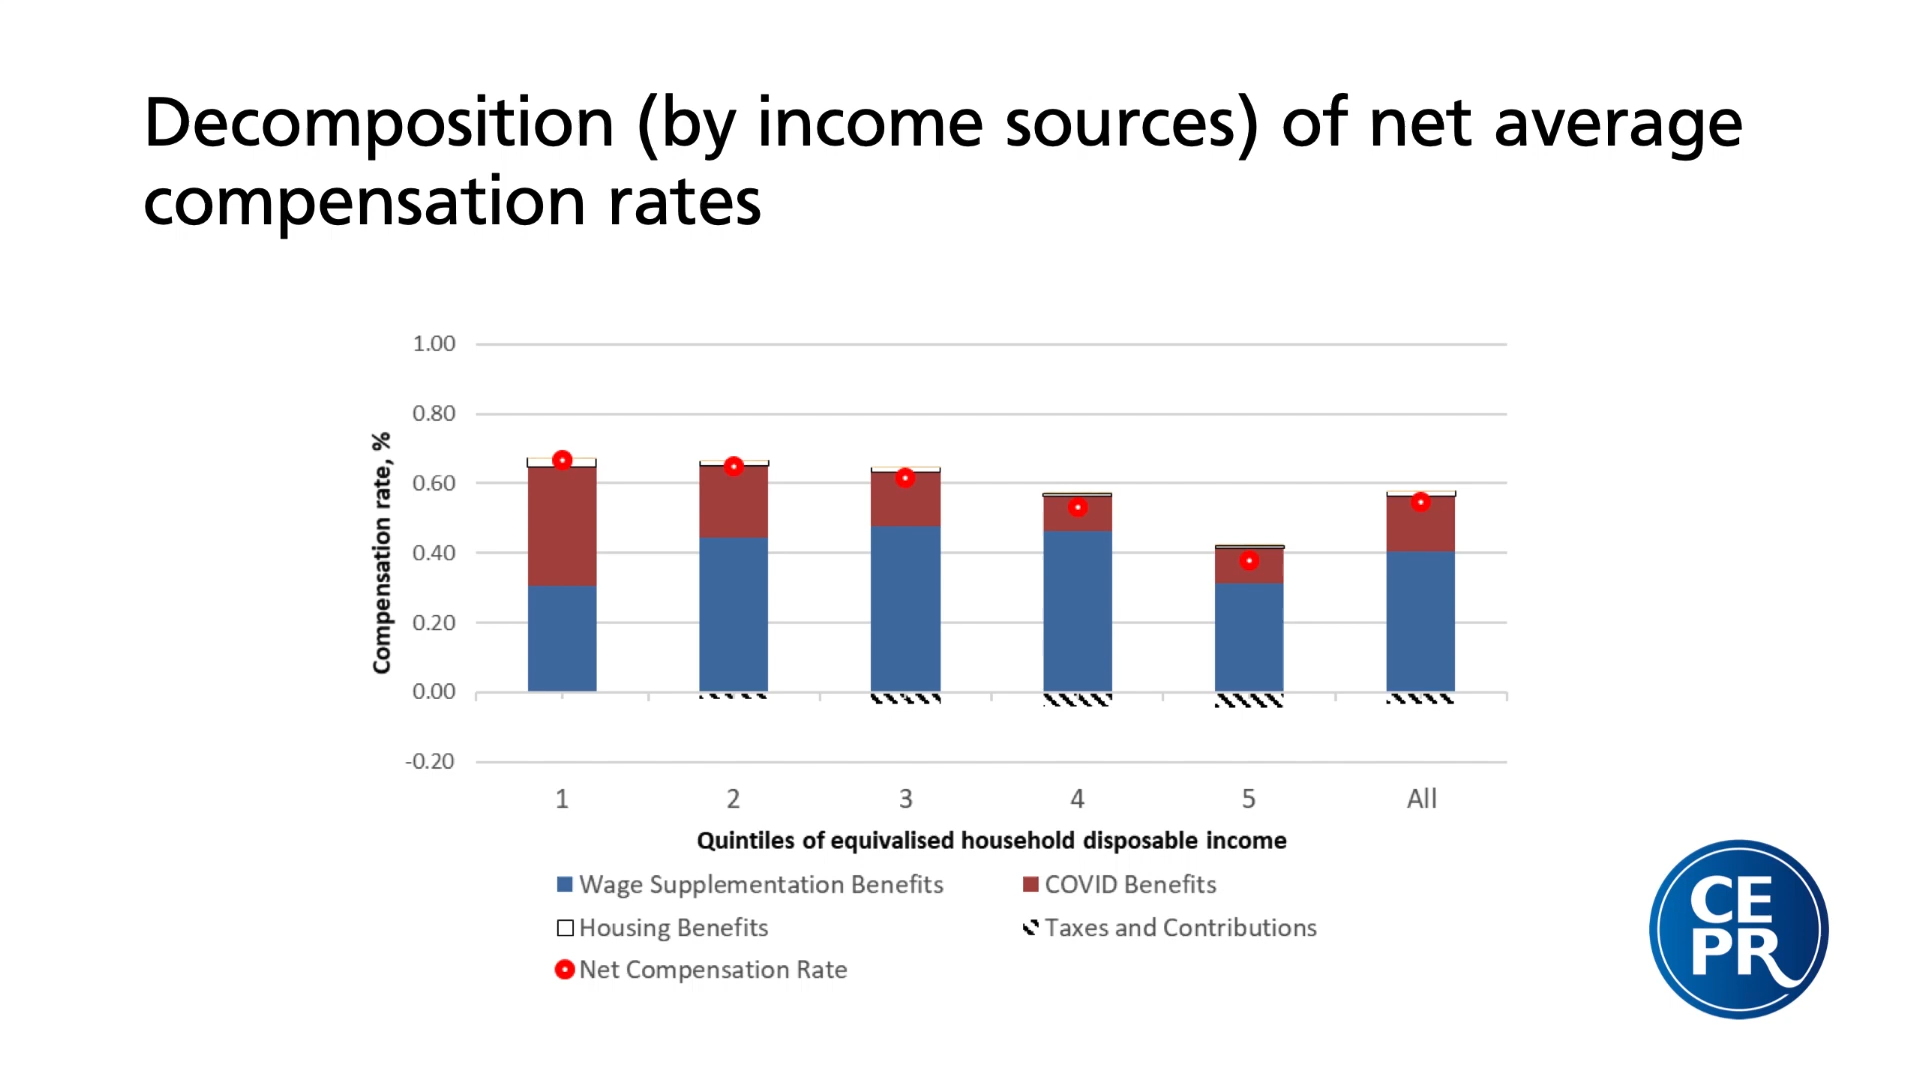 Decomposition (by income sources) of net average
compensation rates
1.00
0.80
0.60
0.40
0.20
0.00
-0.20
Compensation rate, %
1 2 3 4 5 All
Quintiles of equivalised household disposable income
Wage Supplementation Benefits COVID Benefits
Housing Benefits Taxes and Contributions
Net Compensation Rate
CE
PR